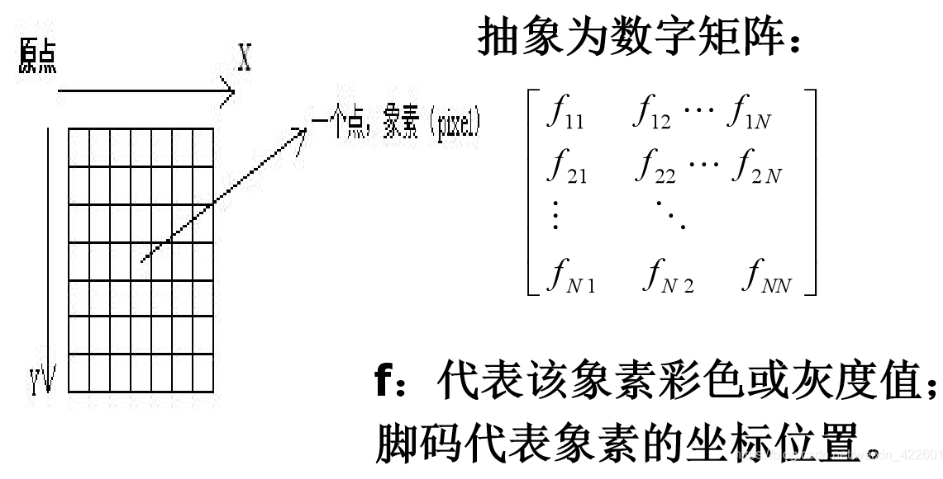 抽象为数字矩阵：
原点
X
一个点，象素（pixel）
Y
f11 f12 ⋯ f1N
f21 f22 ⋯ f2N
⋮ ⋱
fN1 fN2 fNN
f：代表该象素彩色或灰度值；
脚码代表象素的坐标位置。